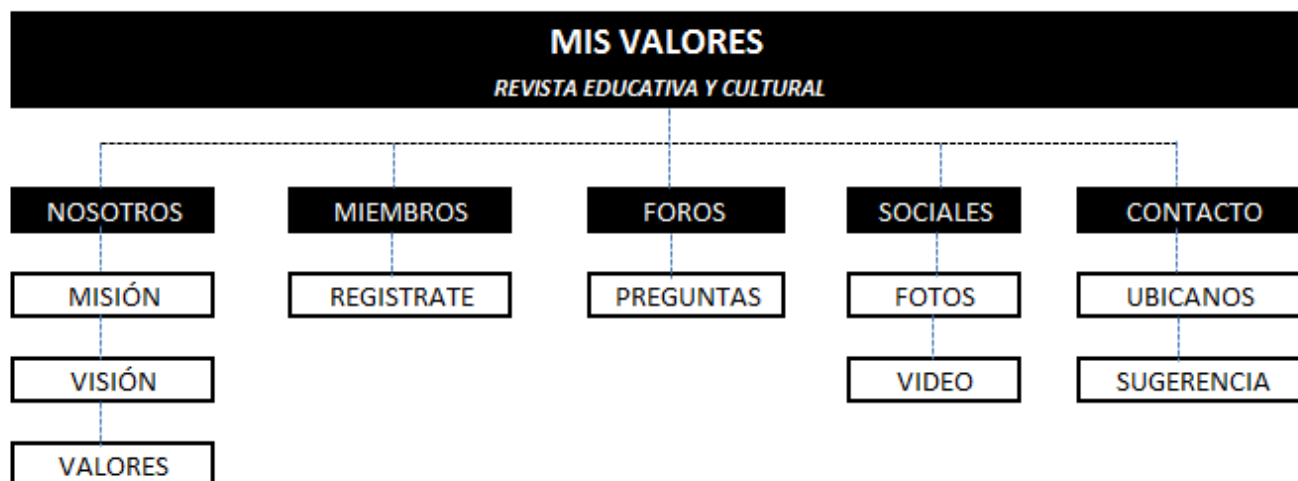 MIS VALORES
REVISTA EDUCATIVA Y CULTURAL
NOSOTROS
MIEMBROS
FOROS
SOCIALES
CONTACTO
MISIÓN
REGISTRATE
PREGUNTAS
FOTOS
UBICANOS
VISIÓN
VIDEO
SUGERENCIA
VALORES